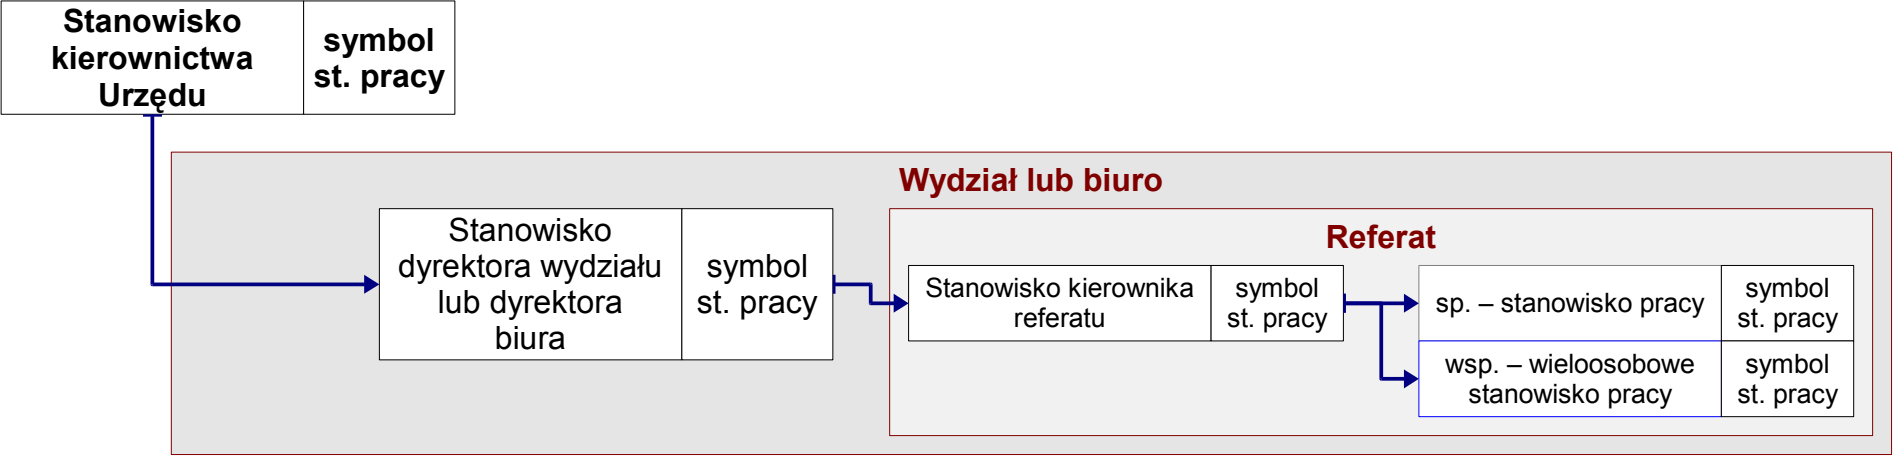 Stanowisko
kierownictwa
Urzędu
symbol
st. pracy
Wydział lub biuro
Stanowisko
dyrektora wydziału
lub dyrektora
biura
symbol
st. pracy
Referat
Stanowisko kierownika
referatu
symbol
st. pracy
sp. – stanowisko pracy
symbol
st. pracy
wsp. – wieloosobowe
stanowisko pracy
symbol
st. pracy